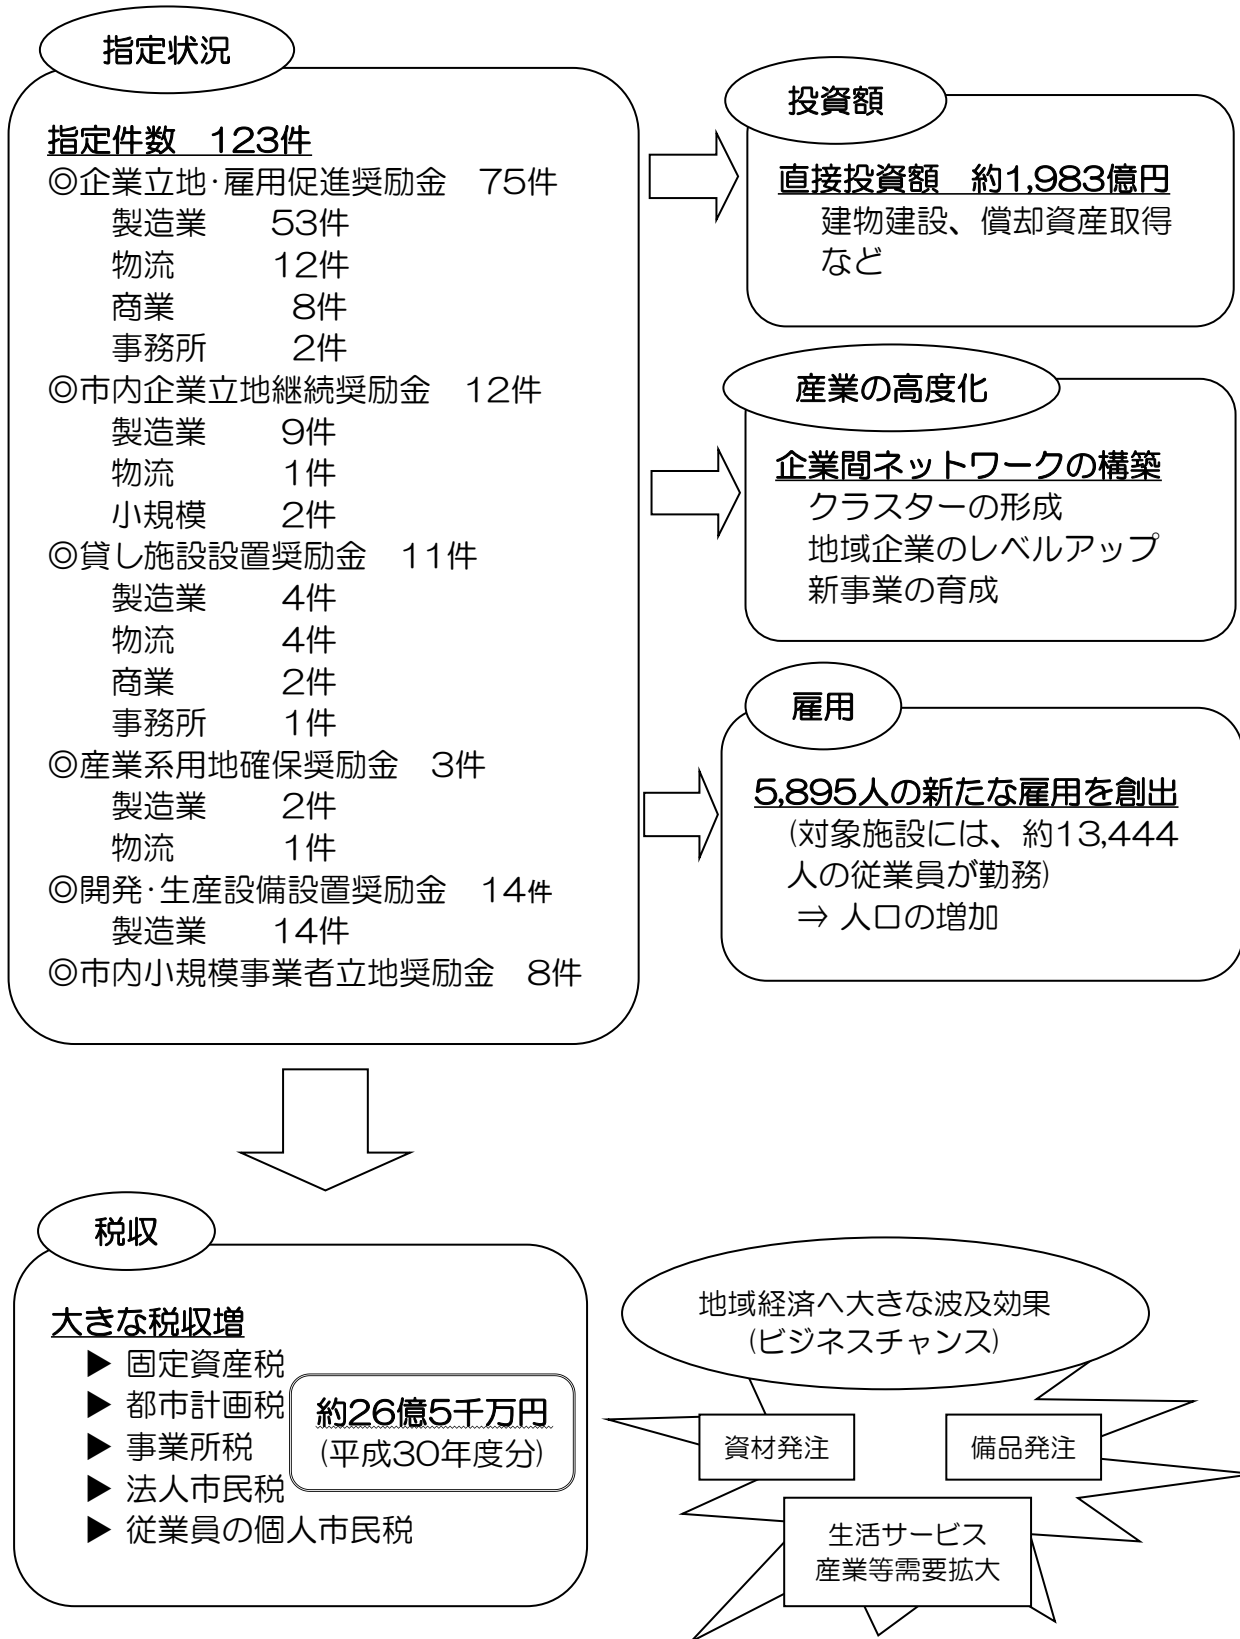 指定状況
指定件数 123件
◎企業立地・雇用促進奨励金 75件
製造業 53件
物流 12件
商業 8件
事務所 2件
◎市内企業立地継続奨励金 12件
製造業 9件
物流 1件
小規模 2件
◎貸し施設設置奨励金 11件
製造業 4件
物流 4件
商業 2件
事務所 1件
◎産業系用地確保奨励金 3件
製造業 2件
物流 1件
◎開発・生産設備設置奨励金 14件
製造業 14件
◎市内小規模事業者立地奨励金 8件
投資額
直接投資額 約1,983億円
建物建設、償却資産取得
など
産業の高度化
企業間ネットワークの構築
クラスターの形成
地域企業のレベルアップ
新事業の育成
雇用
5,895人の新たな雇用を創出
(対象施設には、約13,444
人の従業員が勤務)
⇒ 人口の増加
税収
大きな税収増
▶ 固定資産税
▶ 都市計画税
▶ 事業所税
▶ 法人市民税
▶ 従業員の個人市民税
約26億5千万円
(平成30年度分)
地域経済へ大きな波及効果
(ビジネスチャンス)
資材発注
備品発注
生活サービス
産業等需要拡大